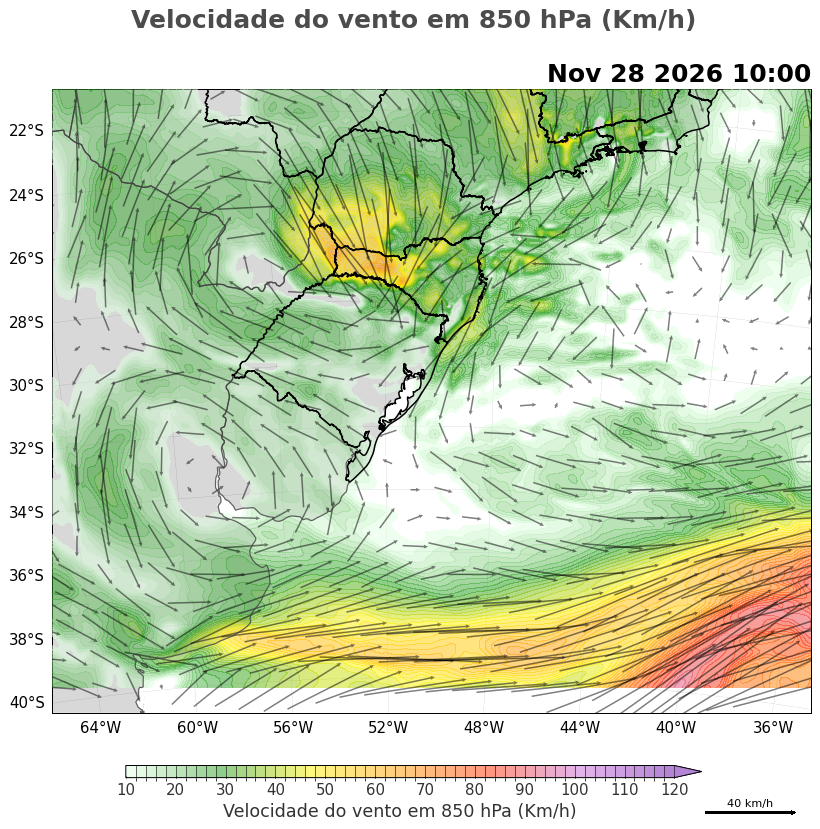 Velocidade do vento em 850 hPa (Km/h)
Nov 28 2026 10:00
22°S
24°S
26°S
28°S
30°S
32°S
34°S
36°S
38°S
40°S
64°W 60°W 56°W 52°W 48°W 44°W 40°W 36°W
10 20 30 40 50 60 70 80 90 100 110 120
Velocidade do vento em 850 hPa (Km/h)
40 km/h